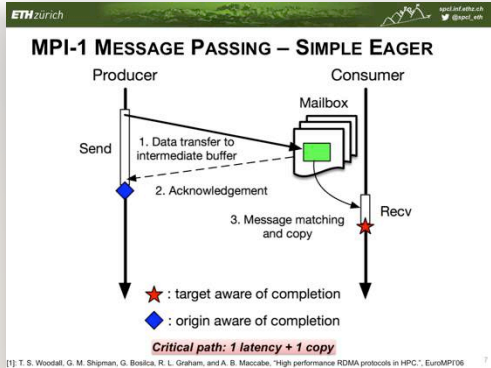 ETH zürich
spcl.inf.ethz.ch
@spcl_eth
MPI-1 MESSAGE PASSING – SIMPLE EAGER
Producer
Consumer
Mailbox
Send
1. Data transfer to
intermediate buffer
2. Acknowledgement
3. Message matching
and copy
Recv
: target aware of completion
: origin aware of completion
Critical path: 1 latency + 1 copy
[1]: T. S. Woodall, G. M. Shipman, G. Bosilca, R. L. Graham, and A. B. Maccabe, "High performance RDMA protocols in HPC.", EuroMPI'06
7